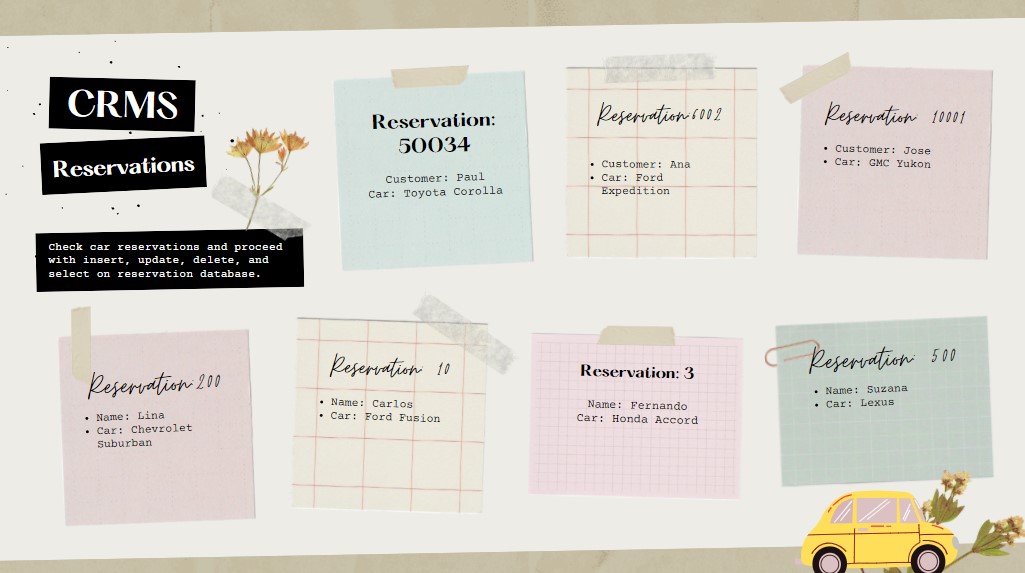 CRMS
Reservations
Check car reservations and proceed
with insert, update, delete, and
select on reservation database.
Reservation:
50034
Customer: Paul
Car: Toyota Corolla
Reservation 6002
• Customer: Ana
• Car: Ford
Expedition
Reservation 10001
• Customer: Jose
• Car: GMC Yukon
Reservation 200
• Name: Lina
• Car: Chevrolet
Suburban
Reservation 10
• Name: Carlos
• Car: Ford Fusion
Reservation: 3
Name: Fernando
Car: Honda Accord
Reservation 500
• Name: Suzana
• Car: Lexus